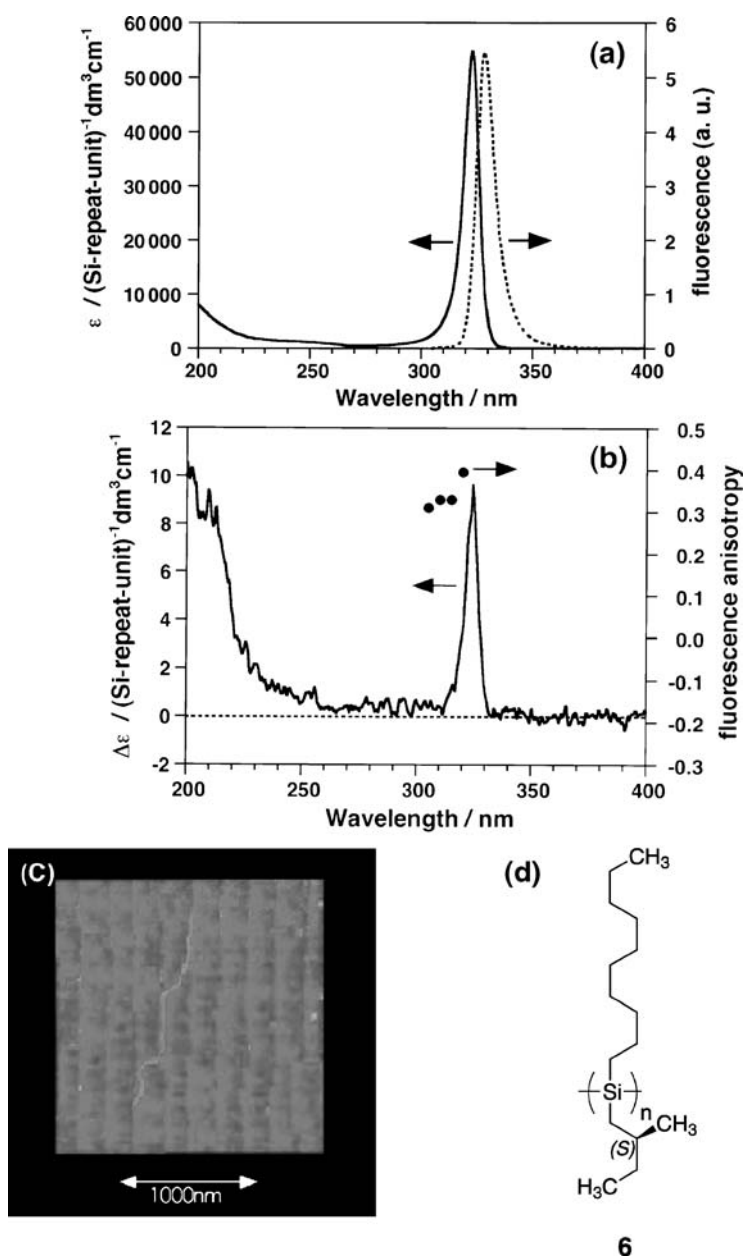 (a)
60 000
50 000
40 000
30 000
20 000
10 000
0
ε / (Si-repeat-unit)⁻¹dm³cm⁻¹
6
5
4
3
2
1
0
fluorescence (a. u.)
200 250 300 350 400
Wavelength / nm
(b)
12
10
8
6
4
2
0
-2
Δε / (Si-repeat-unit)⁻¹dm³cm⁻¹
0.5
0.4
0.3
0.2
0.1
0.0
-0.1
-0.2
-0.3
fluorescence anisotropy
200 250 300 350 400
Wavelength / nm
(C)
1000nm
(d)
CH₃
Si
n
CH₃
(S)
H₃C
6